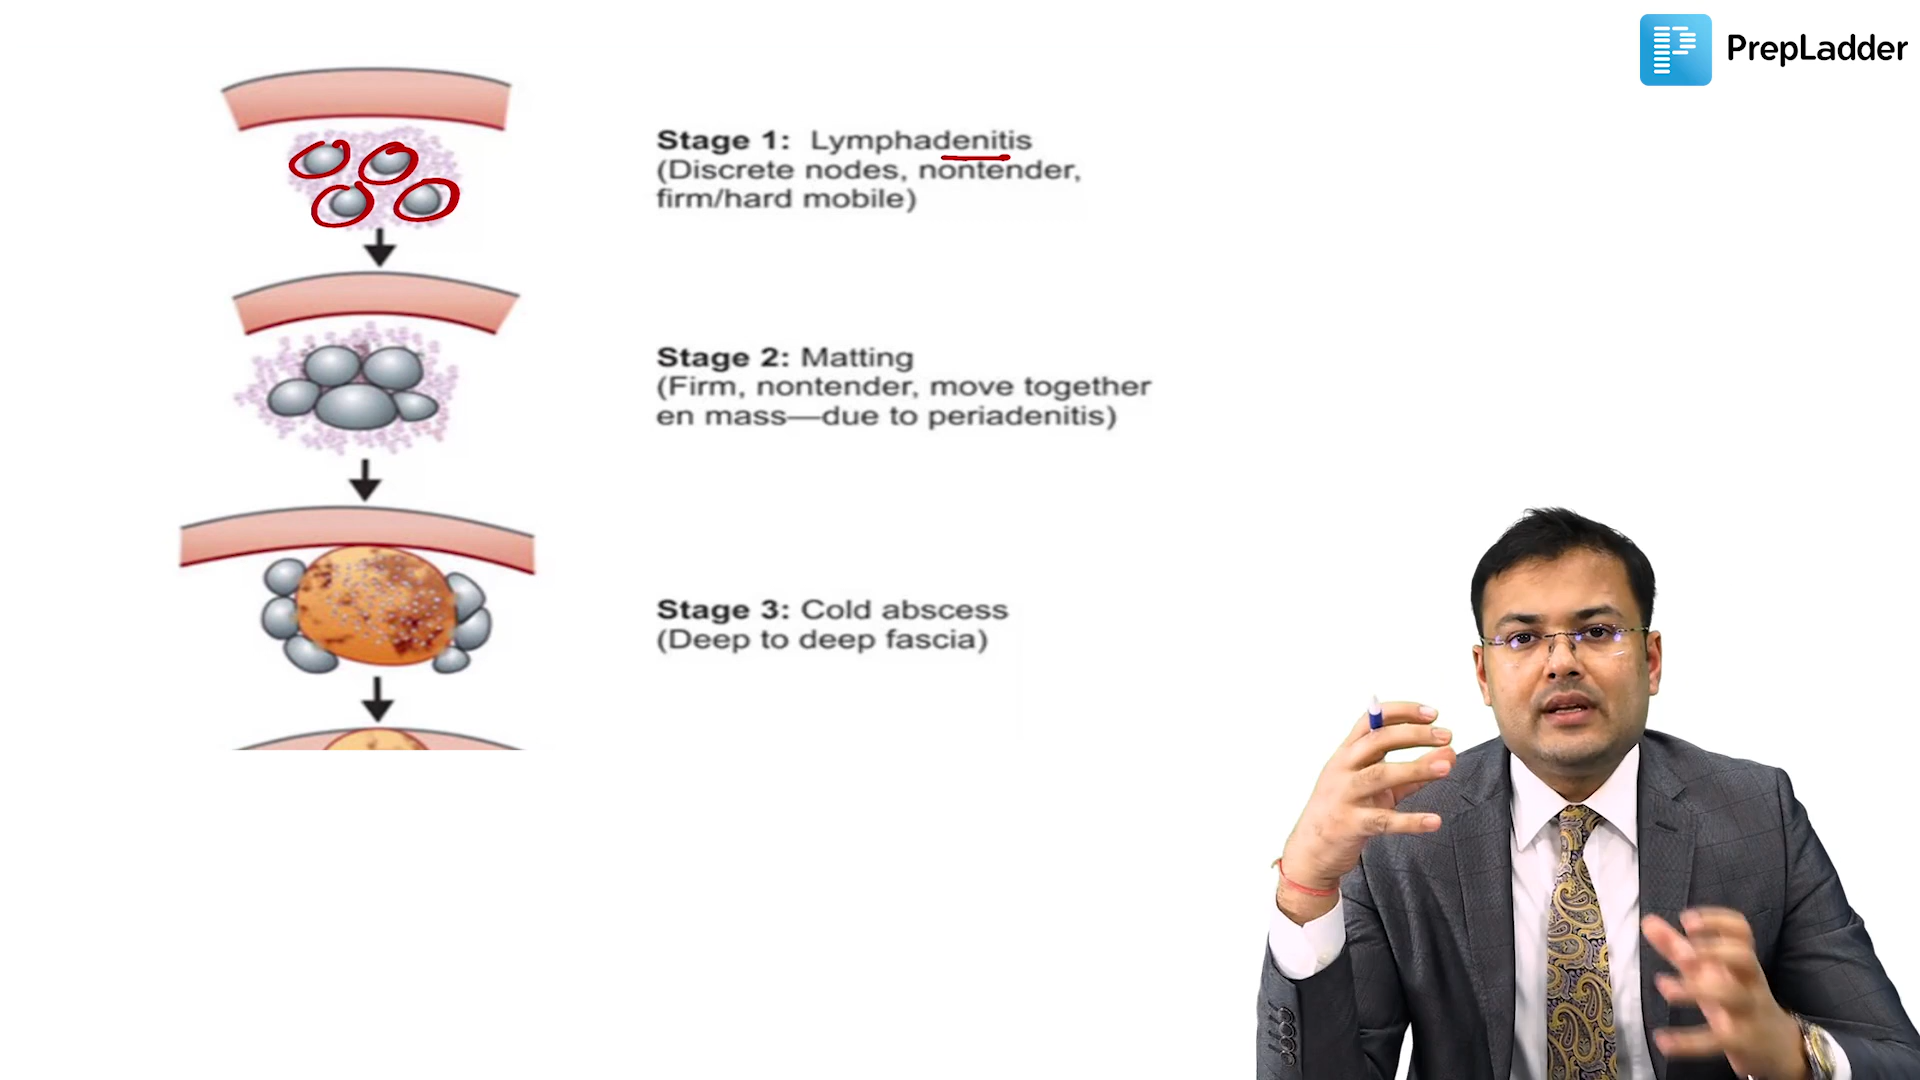 PrepLadder
Stage 1: Lymphadenitis
(Discrete nodes, nontender,
firm/hard mobile)
Stage 2: Matting
(Firm, nontender, move together
en mass—due to periadenitis)
Stage 3: Cold abscess
(Deep to deep fascia)